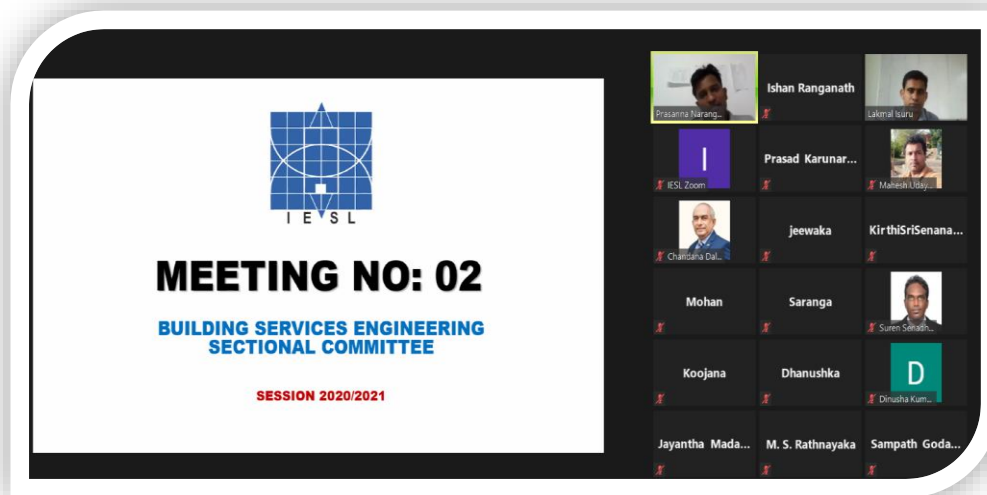 IESL
MEETING NO: 02
BUILDING SERVICES ENGINEERING
SECTIONAL COMMITTEE
SESSION 2020/2021
Prasanna Narang...
Ishan Ranganath
Lakmal Isuru
I
IESL Zoom
Prasad Karunar...
Mahesh Uday...
Chandana Dal...
jeewaka
KirthiSriSenana...
Mohan
Saranga
Suren Senadh...
Koojana
Dhanushka
D
Dinusha Kum...
Jayantha Mada...
M. S. Rathnayaka
Sampath Goda...